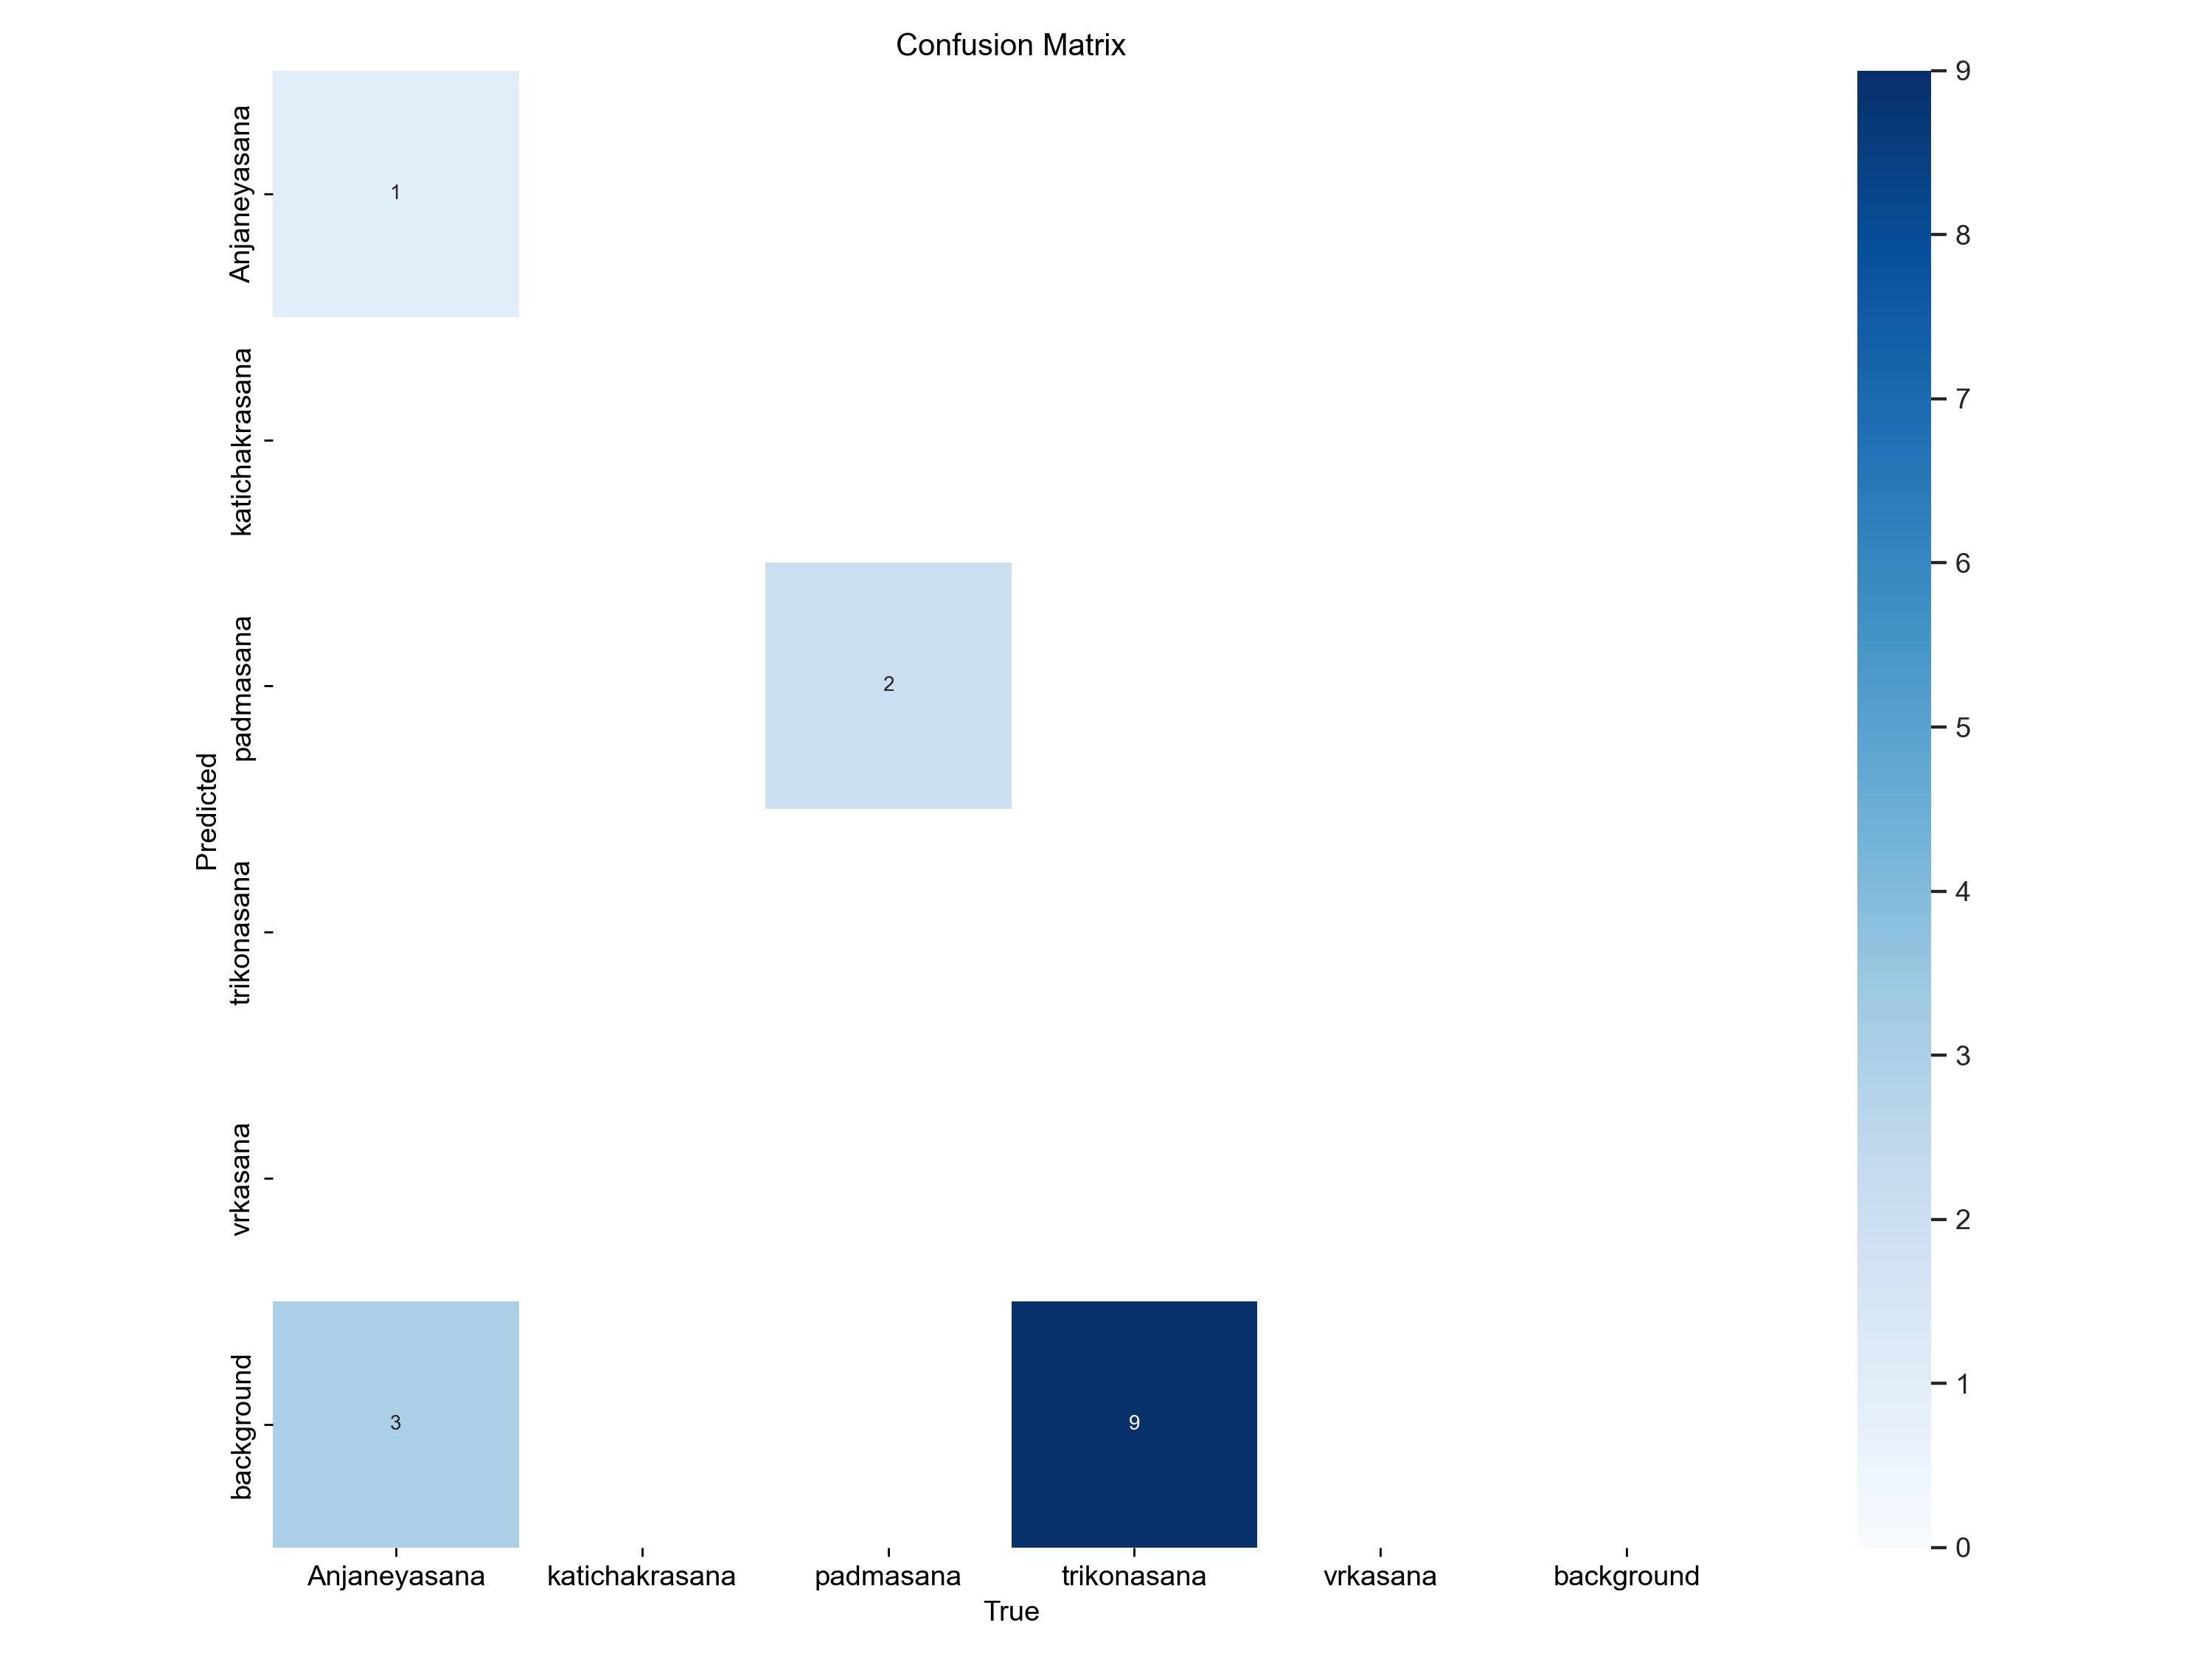 Confusion Matrix
Anjaneyasana
katichakrasana
padmasana
trikonasana
vrkasana
background
Predicted
1
2
3
9
Anjaneyasana
katichakrasana
padmasana
trikonasana
vrkasana
background
True
9
8
7
6
5
4
3
2
1
0